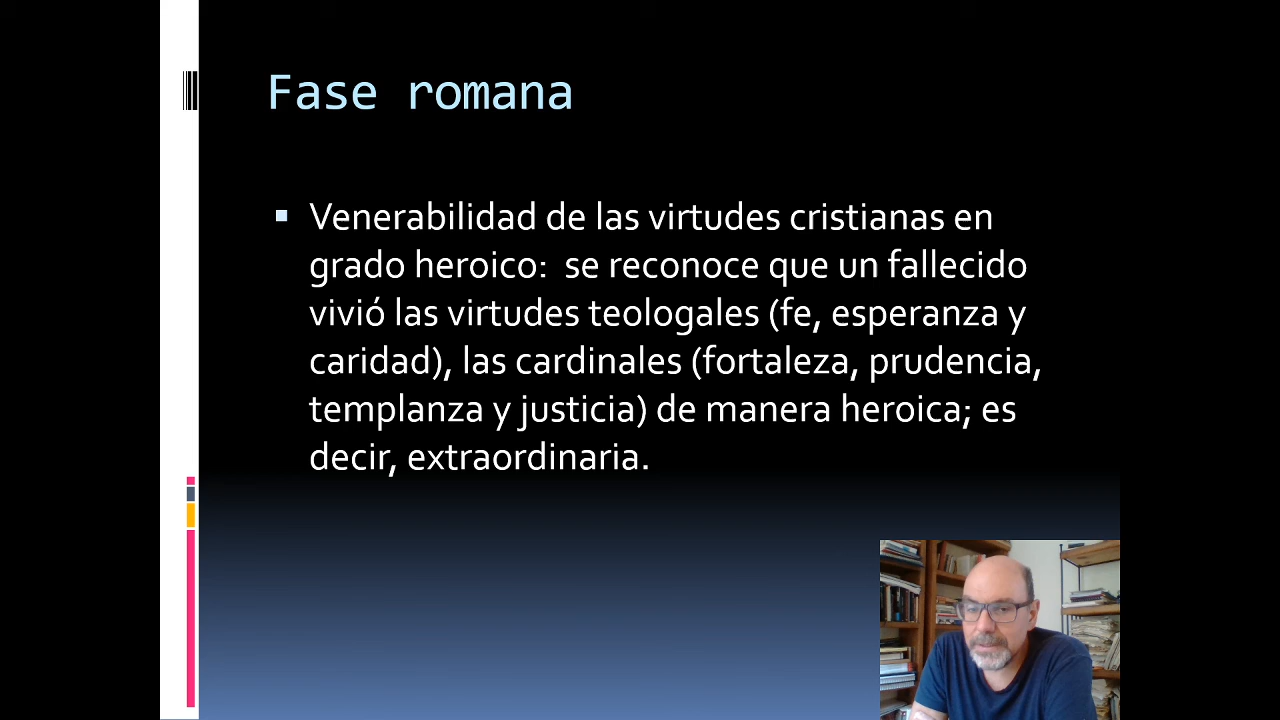 Fase romana
Venerabilidad de las virtudes cristianas en
grado heroico:  se reconoce que un fallecido
vivió las virtudes teologales (fe, esperanza y
caridad), las cardinales (fortaleza, prudencia,
templanza y justicia) de manera heroica; es
decir, extraordinaria.